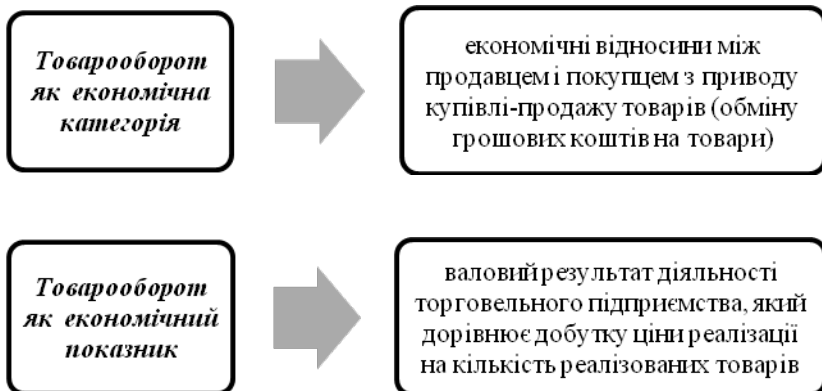 Товарооборот
як економічна
категорія
економічні відносини між
продавцем і покупцем з приводу
купівлі-продажу товарів (обміну
грошових коштів на товари)
Товарооборот
як економічний
показник
валовий результат діяльності
торговельного підприємства, який
дорівнює добутку ціни реалізації
на кількість реалізованих товарів